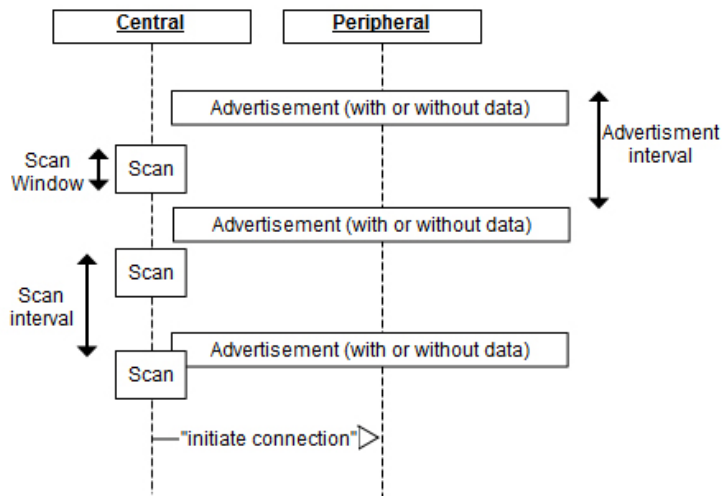 Central
Peripheral
Advertisement (with or without data)
Advertisment
interval
Scan
Window
Scan
Advertisement (with or without data)
Scan
Scan
interval
Advertisement (with or without data)
Scan
"initiate connection"